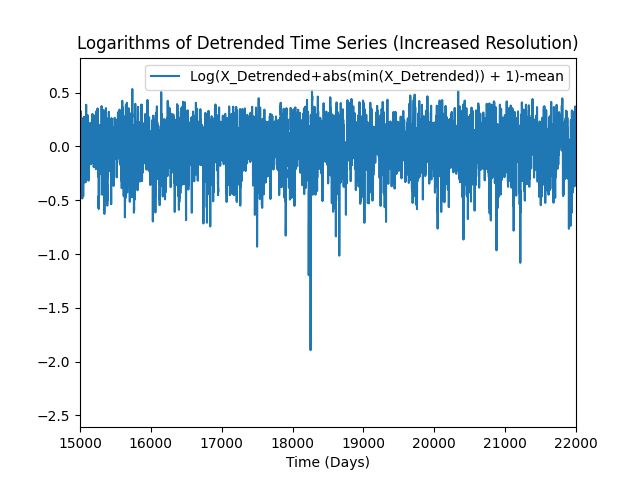 Logarithms of Detrended Time Series (Increased Resolution)
Log(X_Detrended+abs(min(X_Detrended)) + 1)-mean
0.5
0.0
−0.5
−1.0
−1.5
−2.0
−2.5
15000 16000 17000 18000 19000 20000 21000 22000
Time (Days)